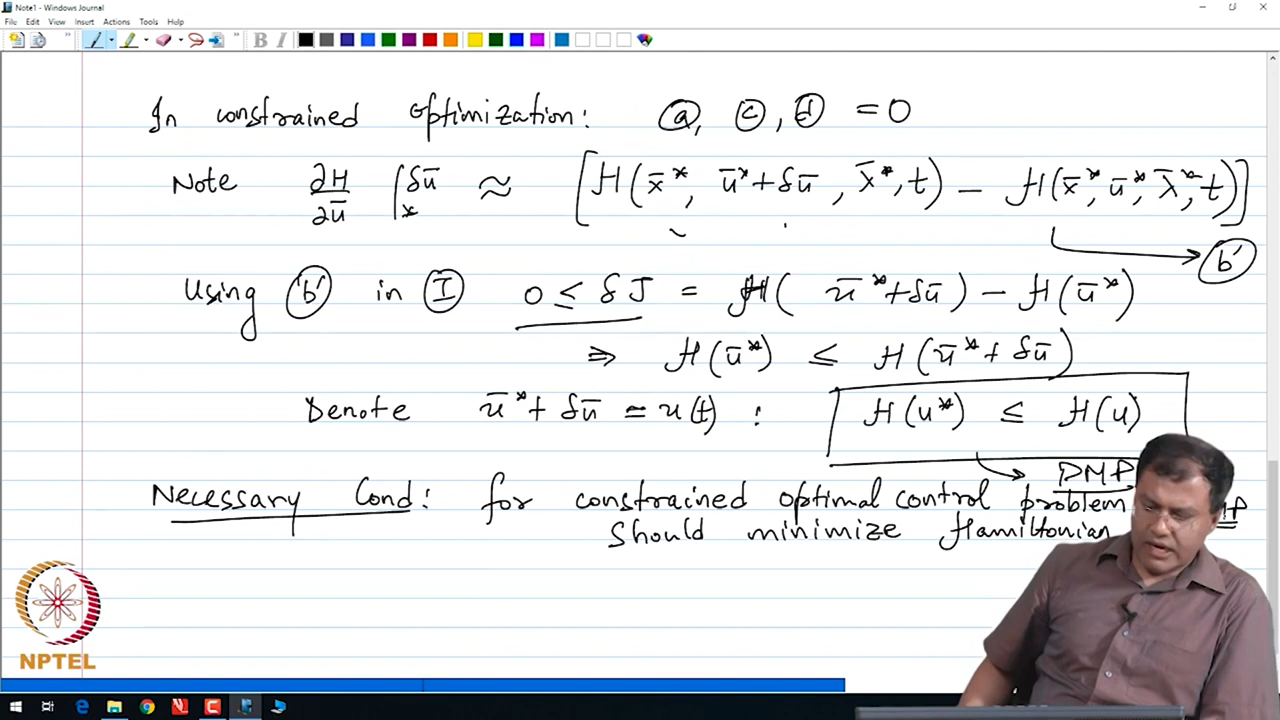 Note1 - Windows Journal
File Edit View Insert Actions Tools Help
B I
In constrained optimization: ⓐ, ⓒ, ⓓ = 0
Note ∂H/∂ū |* δū ≈ [H(x̄*, ū*+δū, λ̄*, t) - H(x̄*, ū*, λ̄*, t)]
b'
Using b' in I 0 ≤ δJ = H( ū*+δū) - H(ū*)
⇒ H(ū*) ≤ H(ū*+δū)
Denote ū*+δū ≃ u(t) : H(u*) ≤ H(u)
PMP
Necessary Cond: for constrained optimal control problem
should minimize Hamiltonian
NPTEL